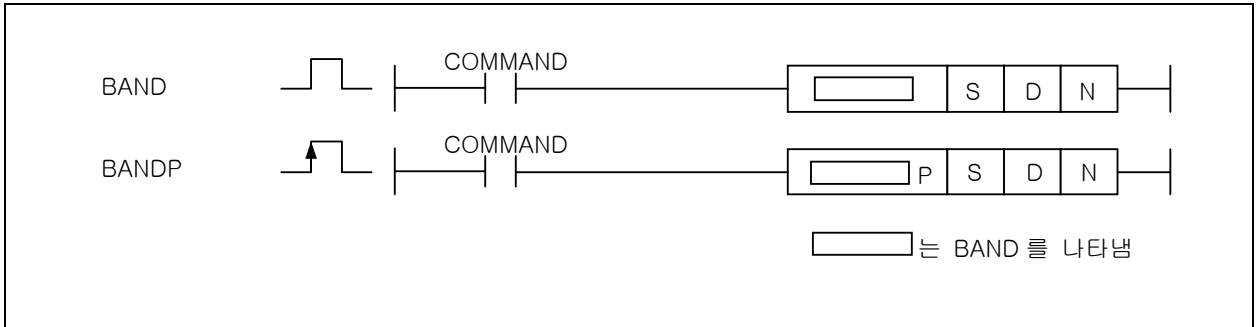 COMMAND
BAND S D N
COMMAND
BANDP P S D N
는 BAND 를 나타냄